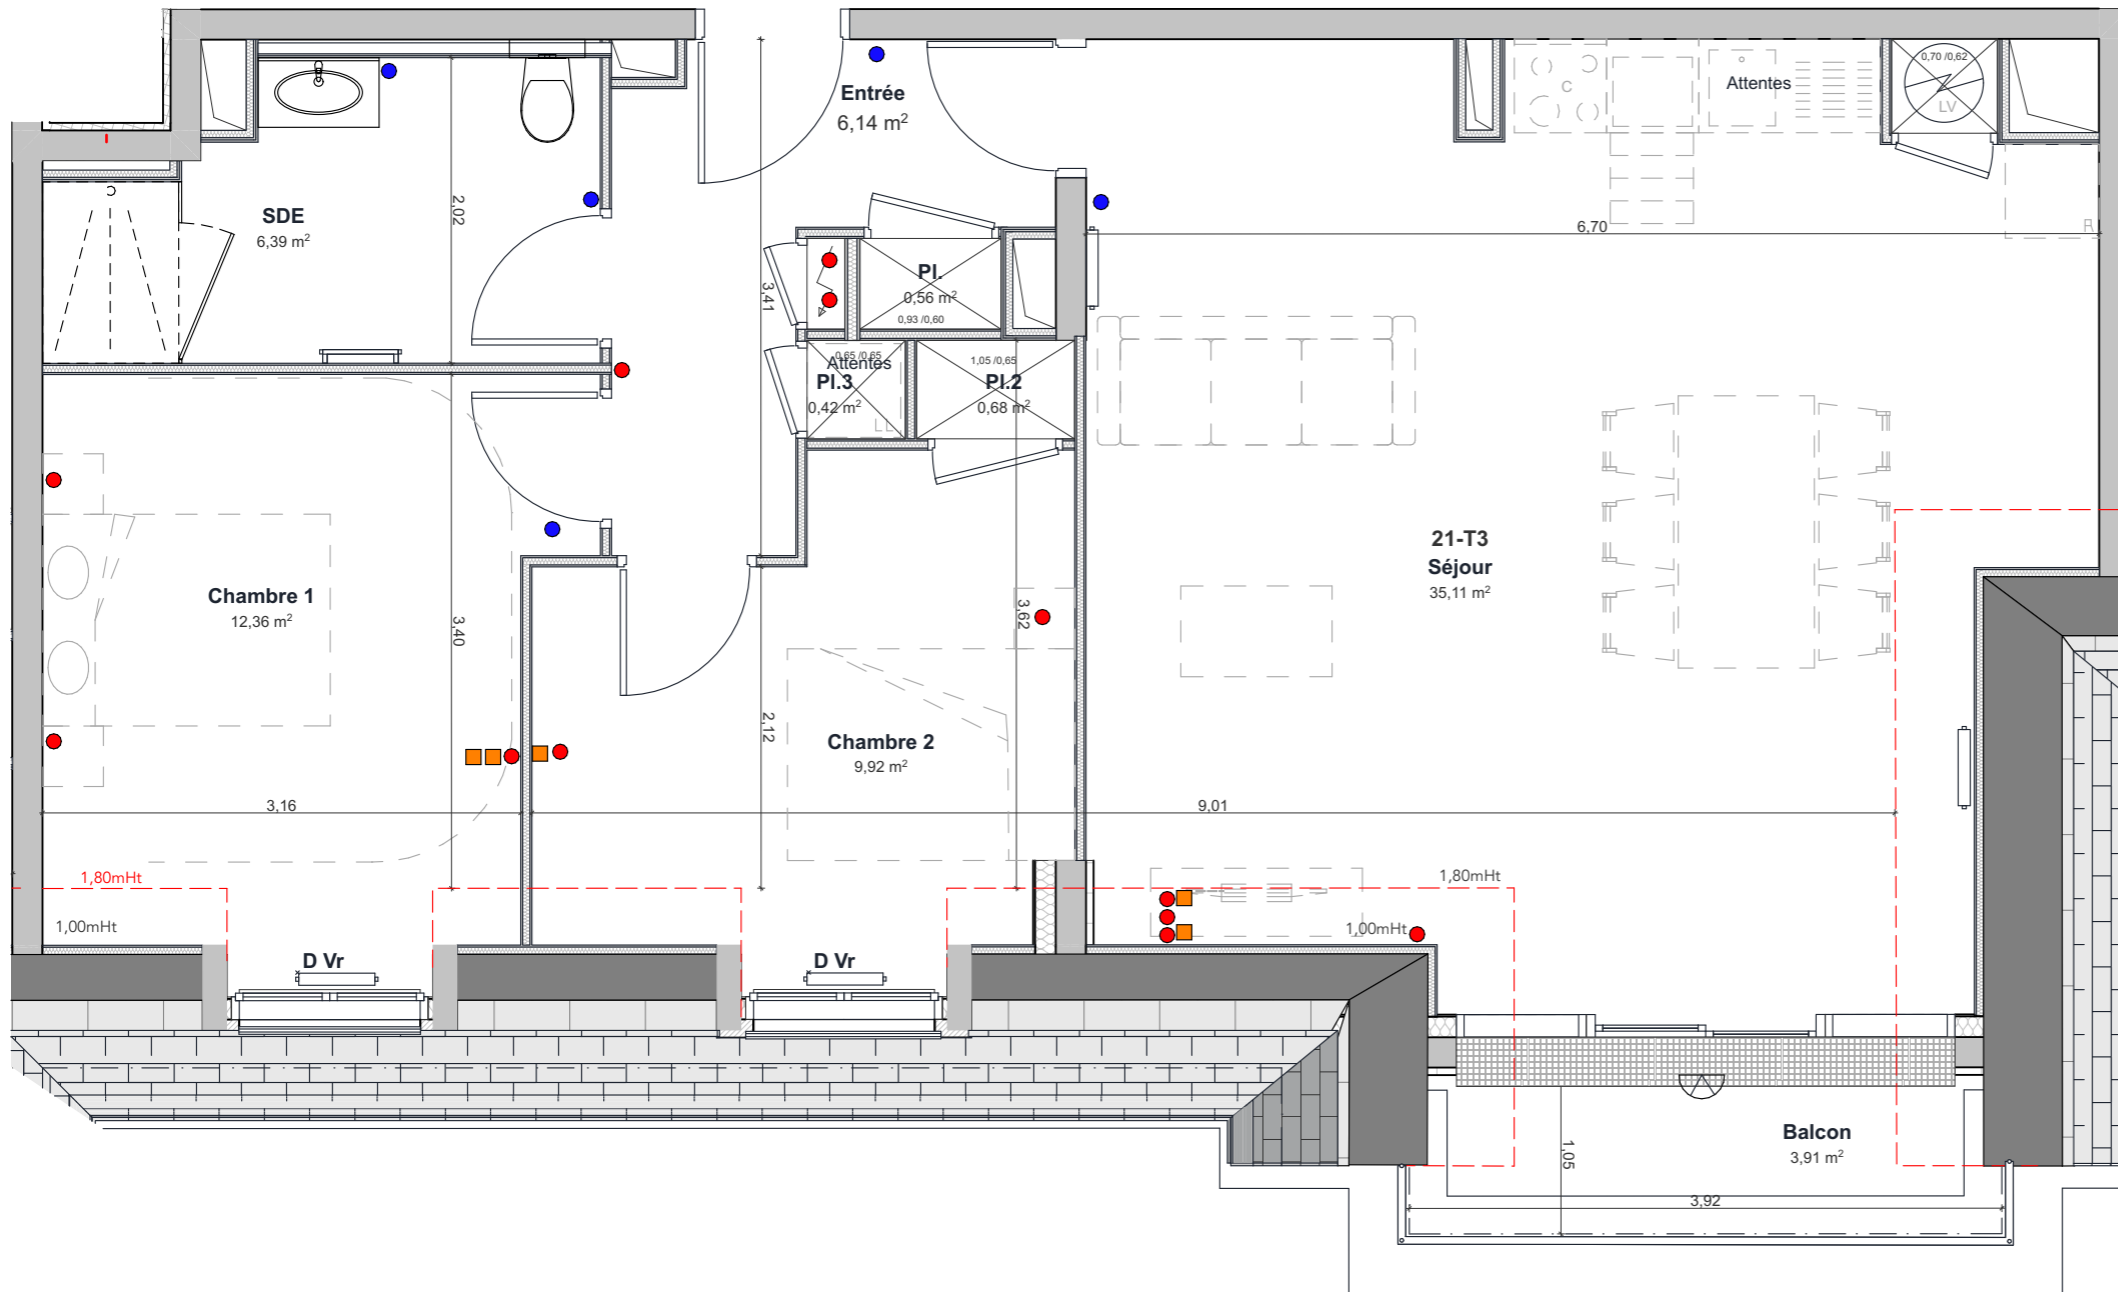 Entrée
6,14 m²
C
Attentes
0,70 /0,62
LV
R
SDE
6,39 m²
2,02
6,70
3,41
Pl.
0,56 m²
0,93 /0,60
0,65 /0,65
Attentes
Pl.3
0,42 m²
LL
1,05 /0,65
Pl.2
0,68 m²
21-T3
Séjour
35,11 m²
Chambre 1
12,36 m²
3,40
3,62
2,12
Chambre 2
9,92 m²
3,16
9,01
1,80mHt
1,00mHt
1,80mHt
1,00mHt
D Vr
D Vr
Balcon
3,91 m²
1,05
3,92